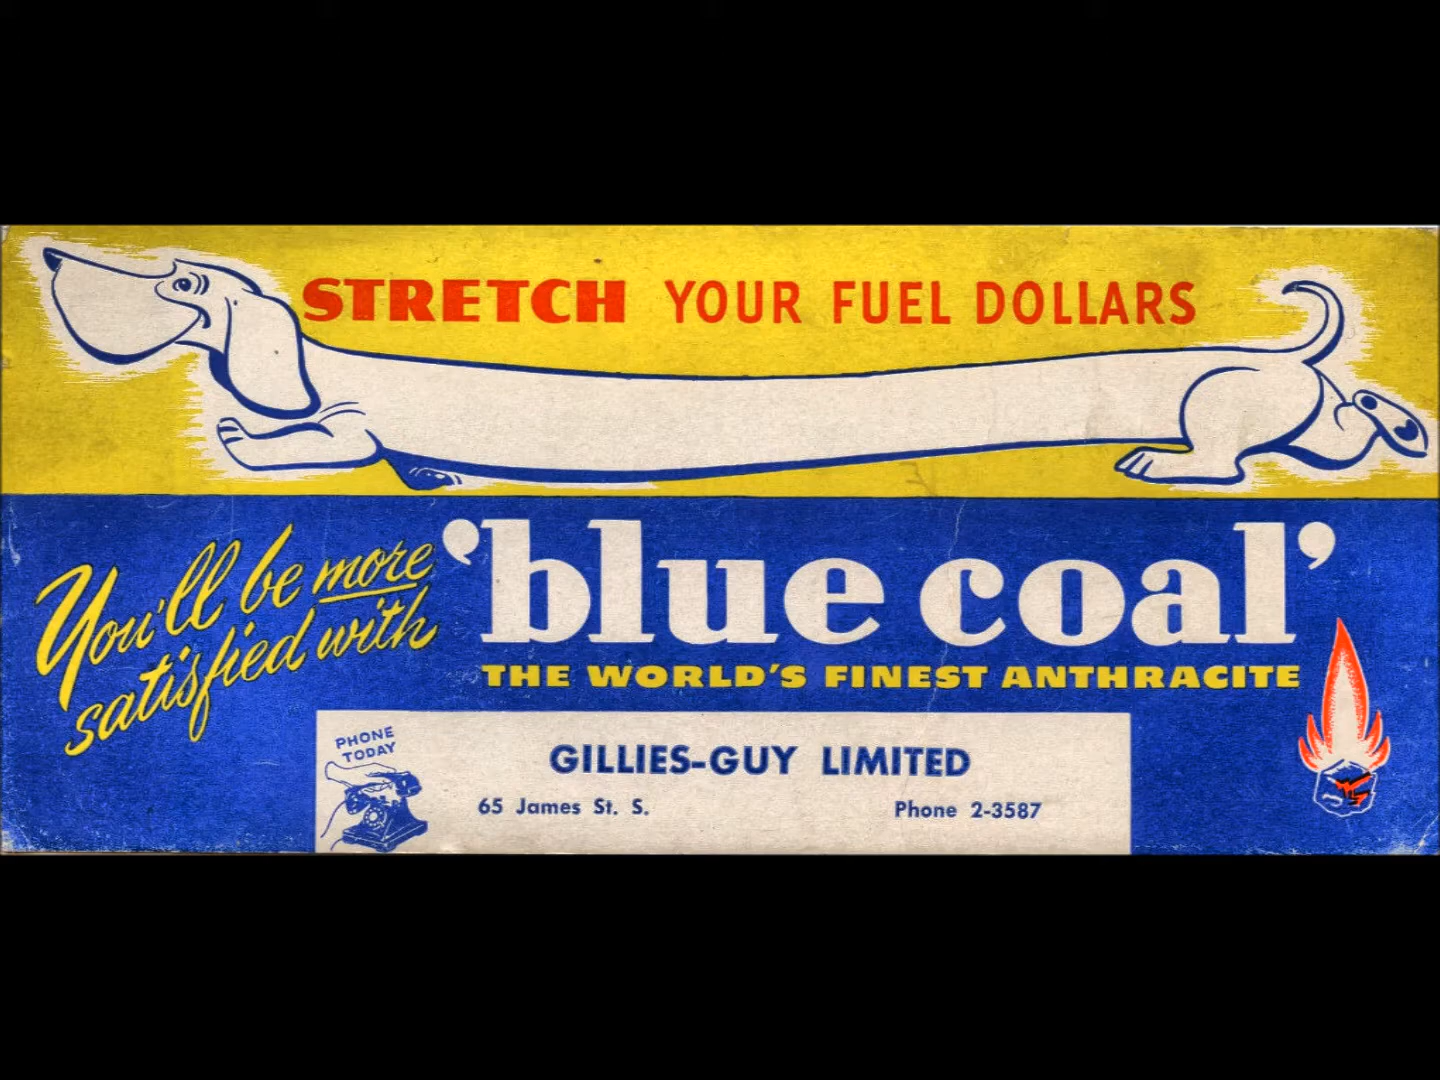 STRETCH YOUR FUEL DOLLARS
You'll be more
satisfied with
'blue coal'
THE WORLD'S FINEST ANTHRACITE
PHONE
TODAY
GILLIES-GUY LIMITED
65 James St. S.
Phone 2-3587